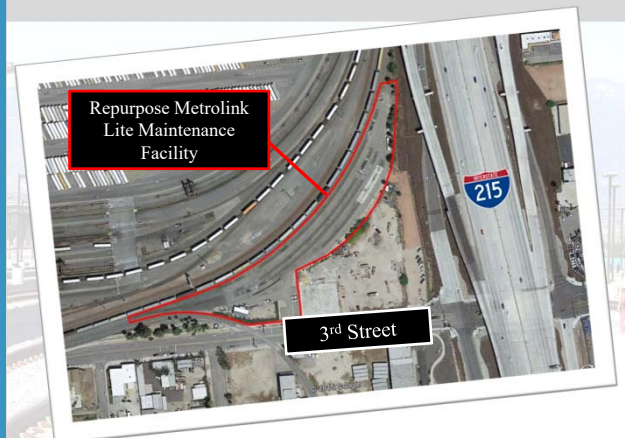 Repurpose Metrolink
Lite Maintenance
Facility
INTERSTATE
215
3rd Street